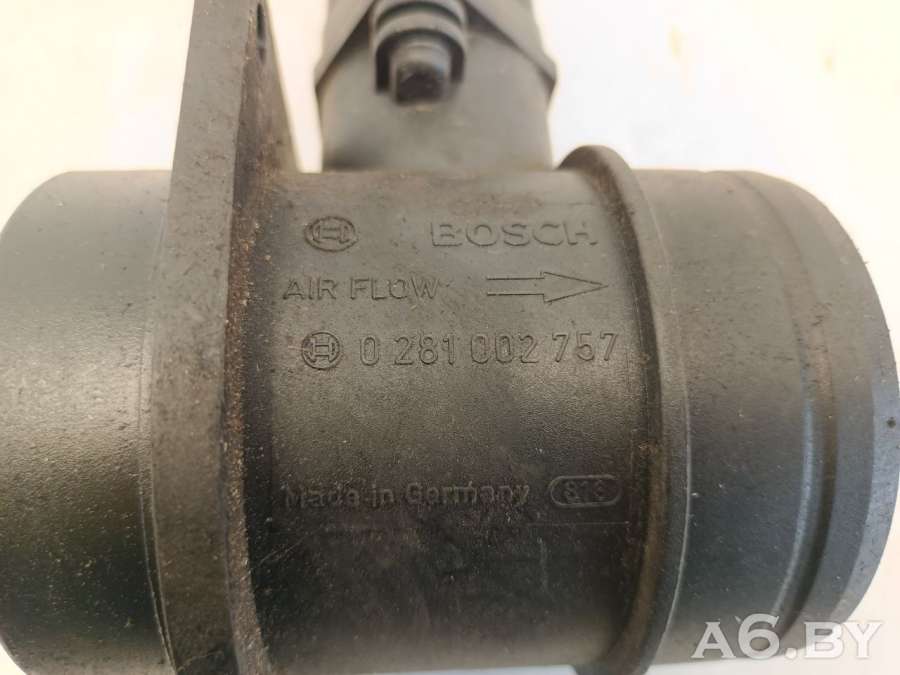 BOSCH
AIR FLOW
0 281 002 757
Made in Germany
A6.BY